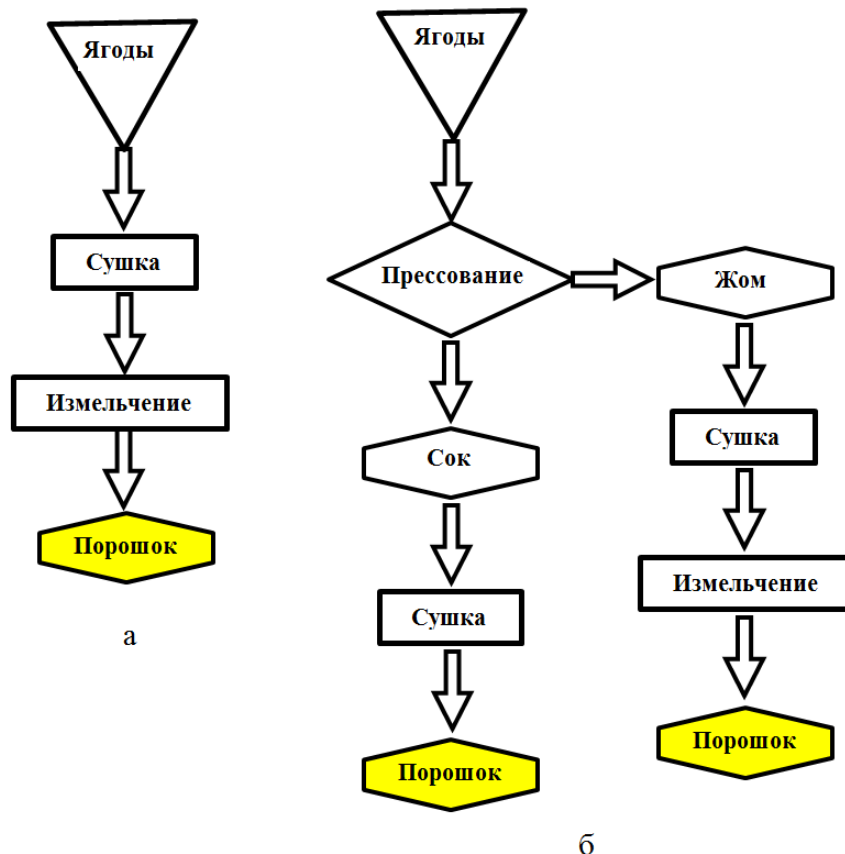 Ягоды
Сушка
Измельчение
Порошок
а
Ягоды
Прессование
Жом
Сок
Сушка
Порошок
Сушка
Измельчение
Порошок
б